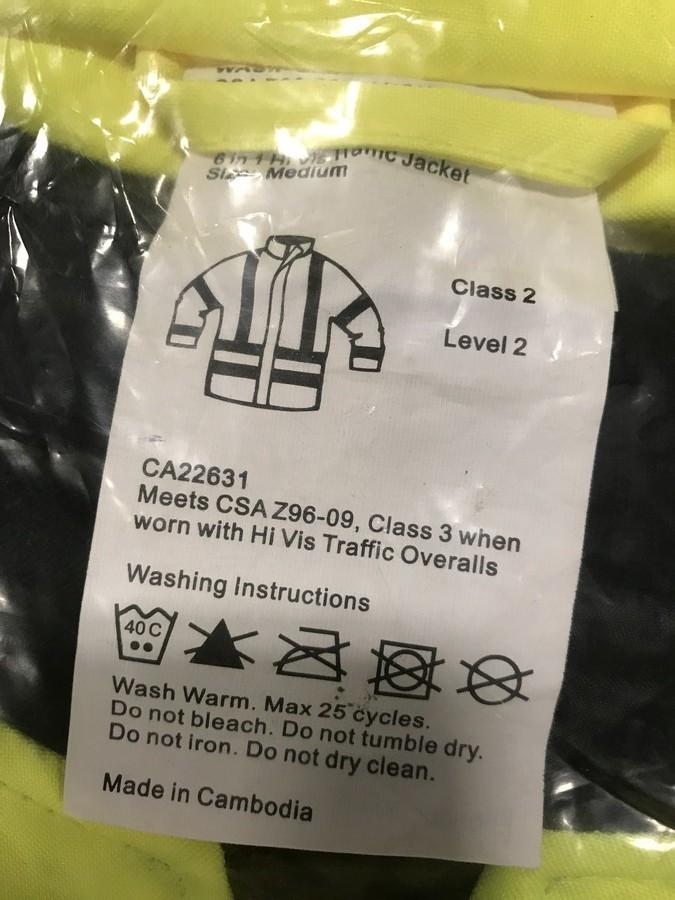 6 in 1 Hi Vis Traffic Jacket
Size: Medium
Class 2
Level 2
CA22631
Meets CSA Z96-09, Class 3 when
worn with Hi Vis Traffic Overalls
Washing Instructions
40 C
Wash Warm. Max 25 cycles.
Do not bleach. Do not tumble dry.
Do not iron. Do not dry clean.
Made in Cambodia